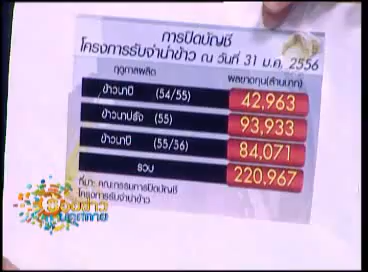 การปิดบัญชี
โครงการรับจำนำข้าว ณ วันที่ 31 ม.ค. 2556
ฤดูกาลผลิต ผลขาดทุน(ล้านบาท)
ข้าวนาปี (54/55) 42,963
ข้าวนาปรัง (55) 93,933
ข้าวนาปี (55/56) 84,071
รวม 220,967
ที่มา: คณะกรรมการปิดบัญชี
โครงการรับจำนำข้าว